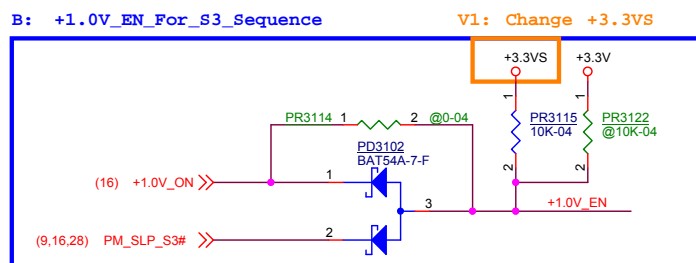 B: +1.0V_EN_For_S3_Sequence
V1: Change +3.3VS
+3.3VS
+3.3V
PR3114
1
2
@0-04
1
PR3115
10K-04
2
1
PR3122
@10K-04
2
PD3102
BAT54A-7-F
(16) +1.0V_ON
1
3
+1.0V_EN
(9,16,28) PM_SLP_S3#
2